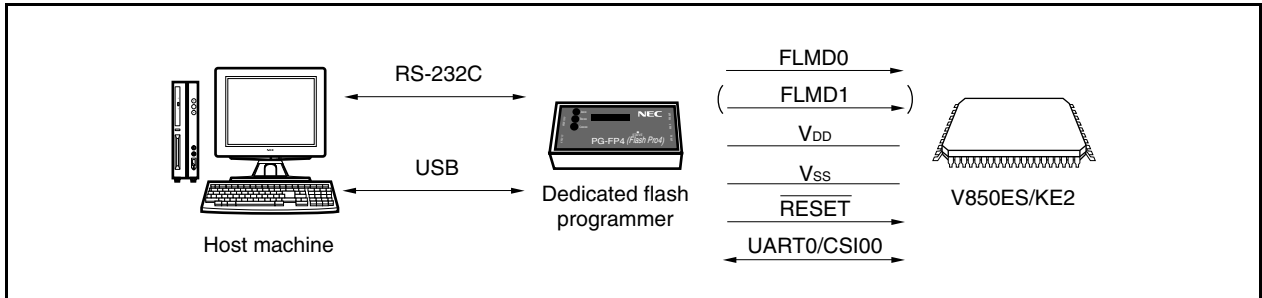 RS-232C
USB
Host machine
NEC
PG-FP4 (Flash Pro4)
Dedicated flash
programmer
FLMD0
( FLMD1 )
VDD
VSS
RESET
UART0/CSI00
V850ES/KE2